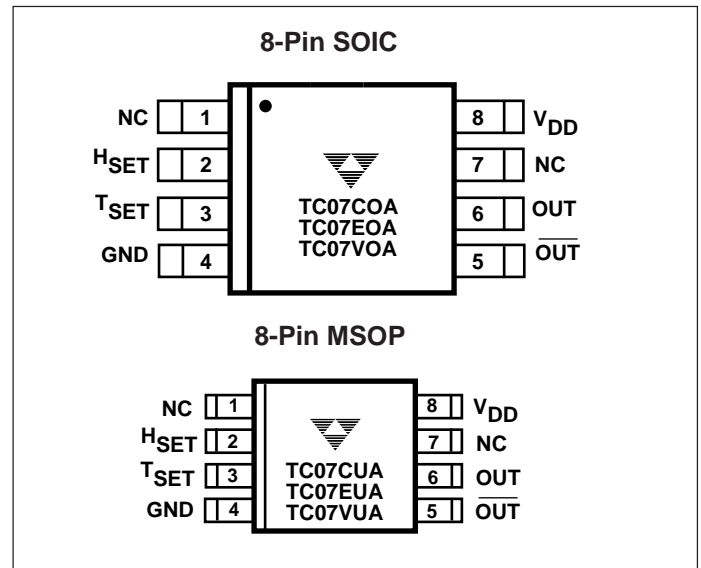 8-Pin SOIC
NC 1 8 VDD
HSET 2 7 NC
TSET 3 TC07COA 6 OUT
TC07EOA
TC07VOA
GND 4 5 OUT
8-Pin MSOP
NC 1 8 VDD
HSET 2 7 NC
TSET 3 TC07CUA 6 OUT
TC07EUA
GND 4 TC07VUA 5 OUT